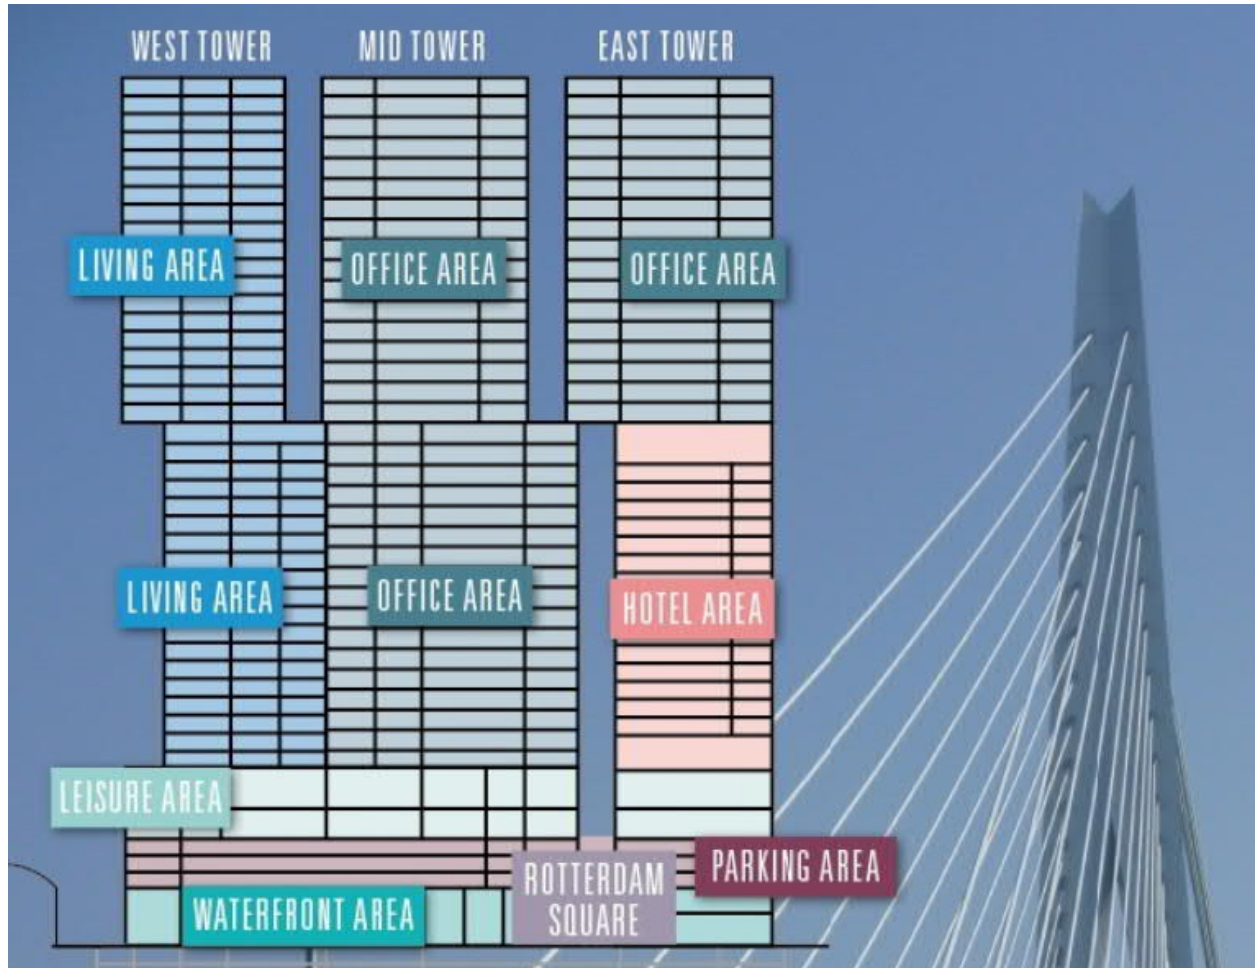 WEST TOWER
MID TOWER
EAST TOWER
LIVING AREA
OFFICE AREA
OFFICE AREA
LIVING AREA
OFFICE AREA
HOTEL AREA
LEISURE AREA
PARKING AREA
ROTTERDAM
SQUARE
WATERFRONT AREA